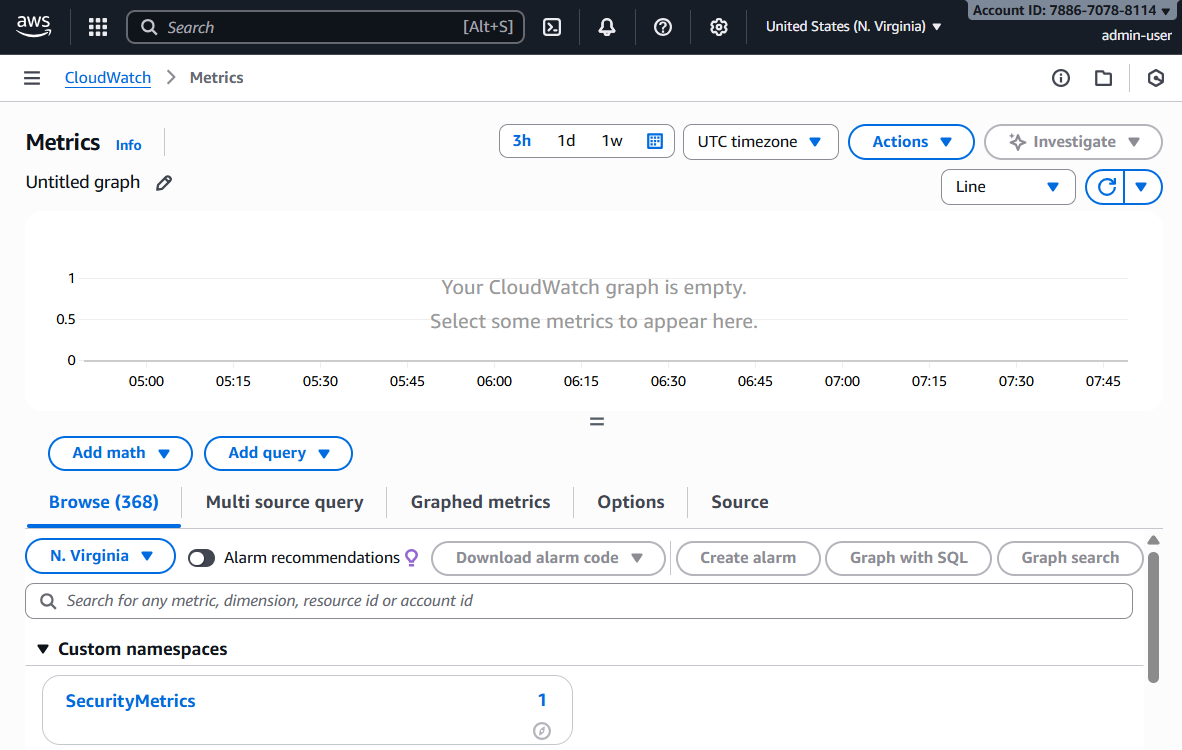 aws
Search [Alt+S]
United States (N. Virginia)
Account ID: 7886-7078-8114
admin-user
CloudWatch
Metrics
Metrics
Info
3h 1d 1w
UTC timezone
Actions
Investigate
Untitled graph
Line
Your CloudWatch graph is empty.
Select some metrics to appear here.
1
0.5
0
05:00 05:15 05:30 05:45 06:00 06:15 06:30 06:45 07:00 07:15 07:30 07:45
Add math
Add query
Browse (368)
Multi source query
Graphed metrics
Options
Source
N. Virginia
Alarm recommendations
Download alarm code
Create alarm
Graph with SQL
Graph search
Search for any metric, dimension, resource id or account id
Custom namespaces
SecurityMetrics 1